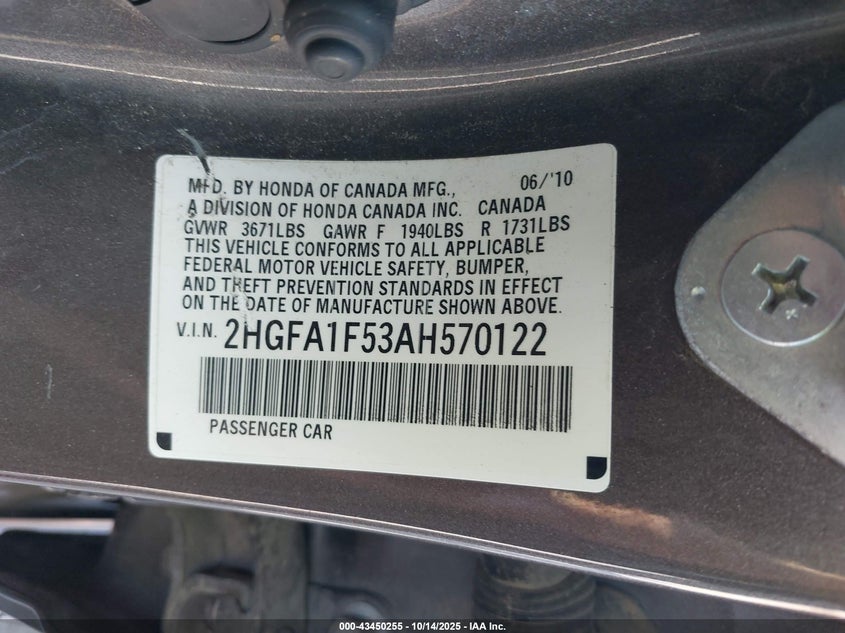 MFD. BY HONDA OF CANADA MFG., 06/'10
A DIVISION OF HONDA CANADA INC. CANADA
GVWR 3671LBS GAWR F 1940LBS R 1731LBS
THIS VEHICLE CONFORMS TO ALL APPLICABLE
FEDERAL MOTOR VEHICLE SAFETY, BUMPER,
AND THEFT PREVENTION STANDARDS IN EFFECT
ON THE DATE OF MANUFACTURE SHOWN ABOVE.
V.I.N. 2HGFA1F53AH570122
PASSENGER CAR
000-43450255 - 10/14/2025 - IAA Inc.